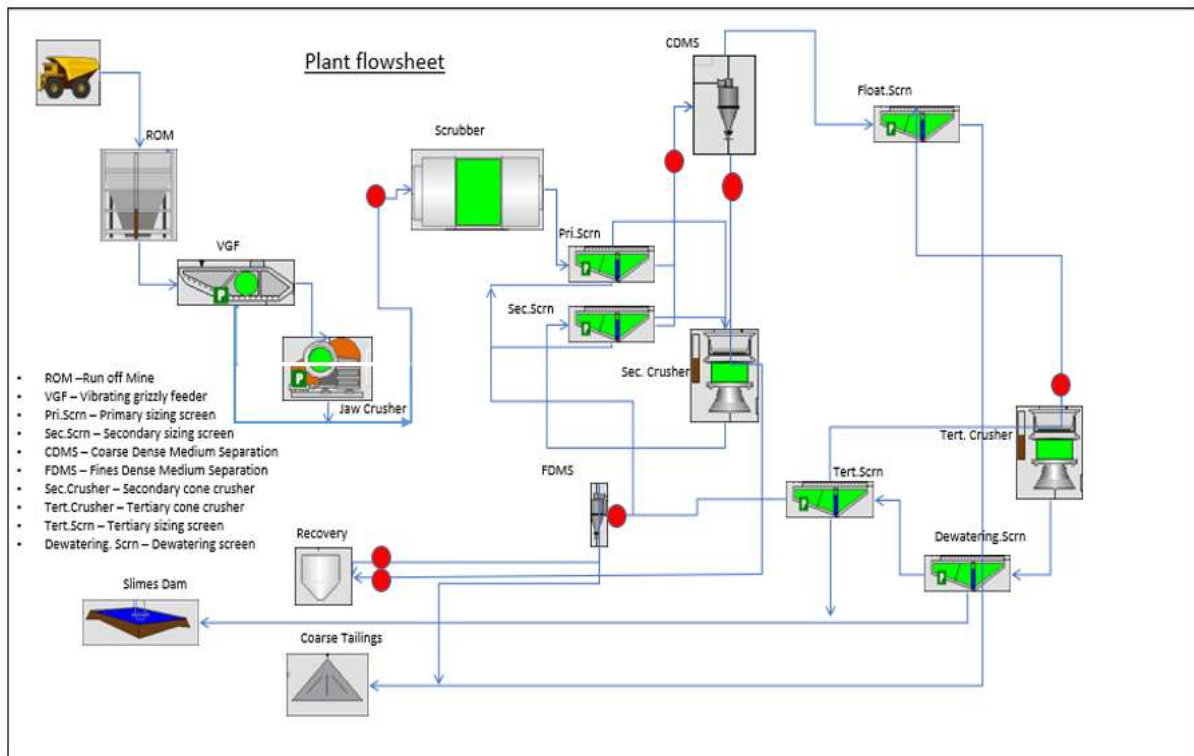 Plant flowsheet
CDMS
Float.Scrn
ROM
Scrubber
VGF
Pri.Scrn
P
P
Sec.Scrn
P
P
Sec. Crusher
P
Jaw Crusher
• ROM –Run off Mine
• VGF – Vibrating grizzly feeder
• Pri.Scrn – Primary sizing screen
• Sec.Scrn – Secondary sizing screen
• CDMS – Coarse Dense Medium Separation
• FDMS – Fines Dense Medium Separation
• Sec.Crusher – Secondary cone crusher
• Tert.Crusher – Tertiary cone crusher
• Tert.Scrn – Tertiary sizing screen
• Dewatering. Scrn – Dewatering screen
Tert. Crusher
FDMS
Tert.Scrn
P
Recovery
Dewatering.Scrn
P
Slimes Dam
Coarse Tailings